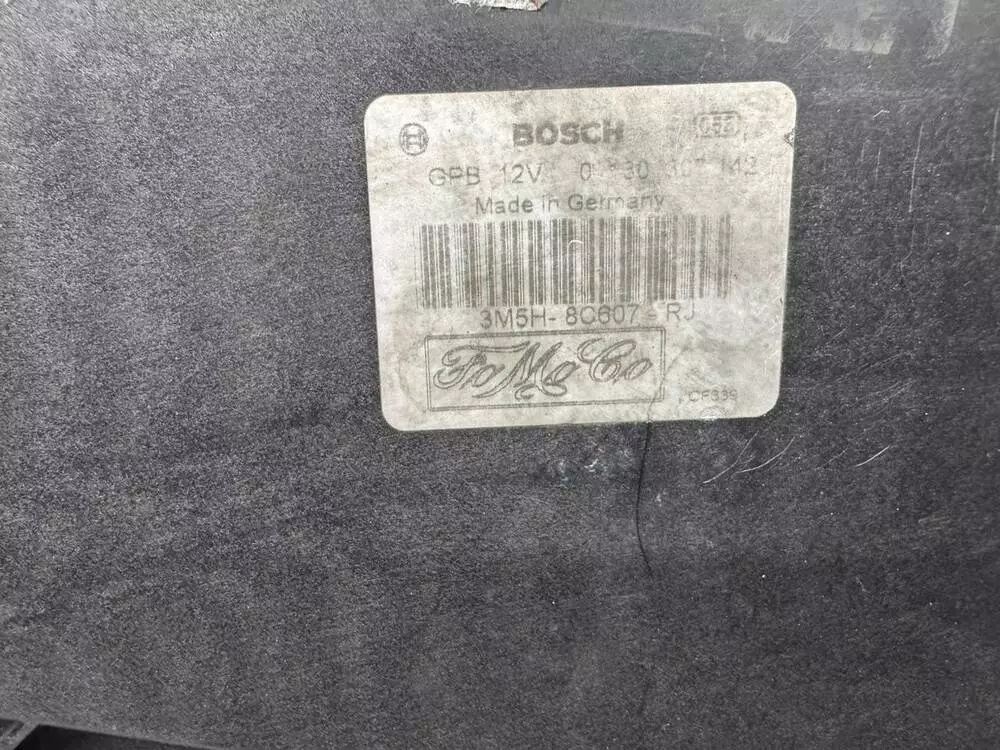 BOSCH
GPB 12V
Made in Germany
3M5H- 8C607 - RJ
FoMoCo